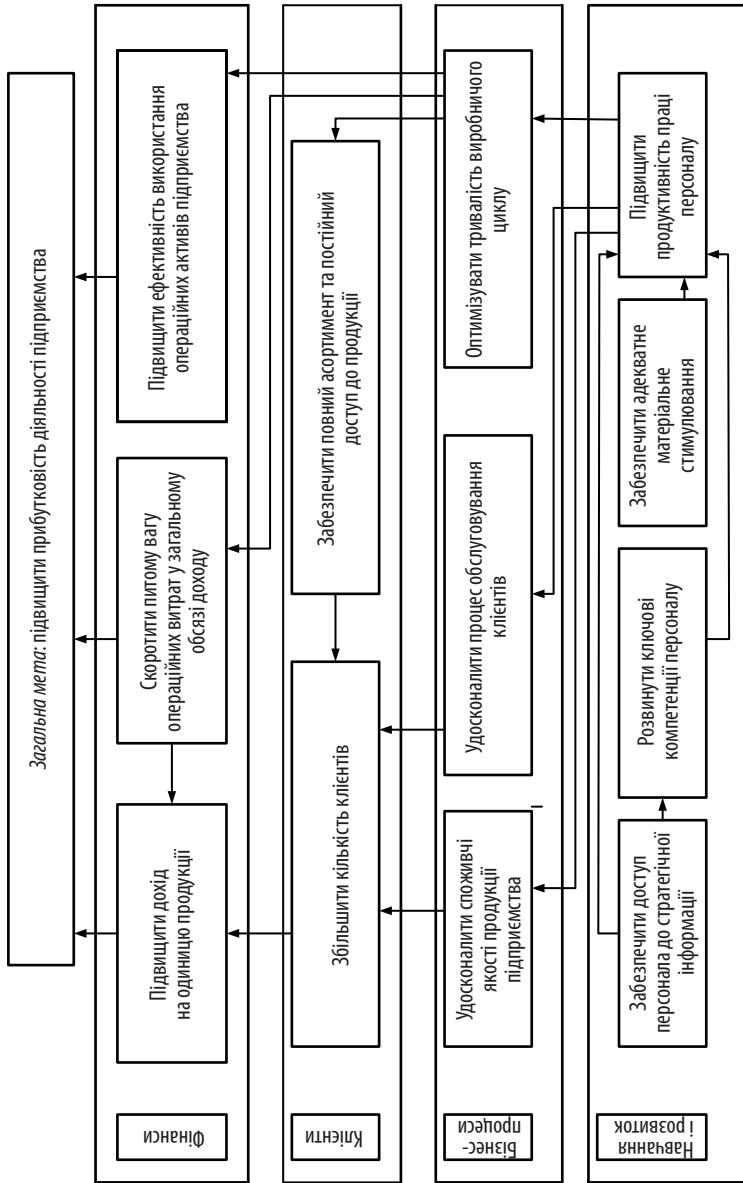 Загальна мета: підвищити прибутковість діяльності підприємства
Фінанси
Підвищити дохід
на одиницю продукції
Скоротити питому вагу
операційних витрат у загальному
обсязі доходу
Підвищити ефективність використання
операційних активів підприємства
Клієнти
Збільшити кількість клієнтів
Забезпечити повний асортимент та постійний
доступ до продукції
Бізнес-
процеси
Удосконалити споживчі
якості продукції
підприємства
Удосконалити процес обслуговування
клієнтів
Оптимізувати тривалість виробничого
циклу
Навчання
і розвиток
Забезпечити доступ
персонала до стратегічної
інформації
Розвинути ключові
компетенції персоналу
Забезпечити адекватне
матеріальне
стимулювання
Підвищити
продуктивність праці
персоналу